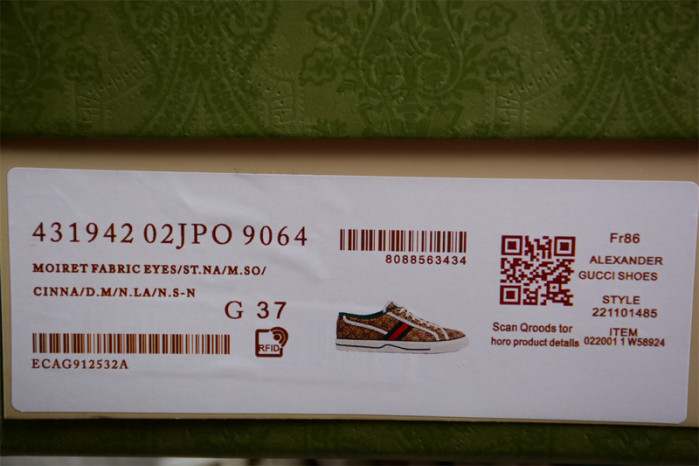 431942 02JPO 9064
MOIRET FABRIC EYES/ST.NA/M.SO/
CINNA/D.M/N.LA/N.S-N
G 37
ECAG912532A
RFID
8088563434
Scan Qroods tor
horo product details
Fr86
ALEXANDER
GUCCI SHOES
STYLE
221101485
ITEM
022001 1 W58924